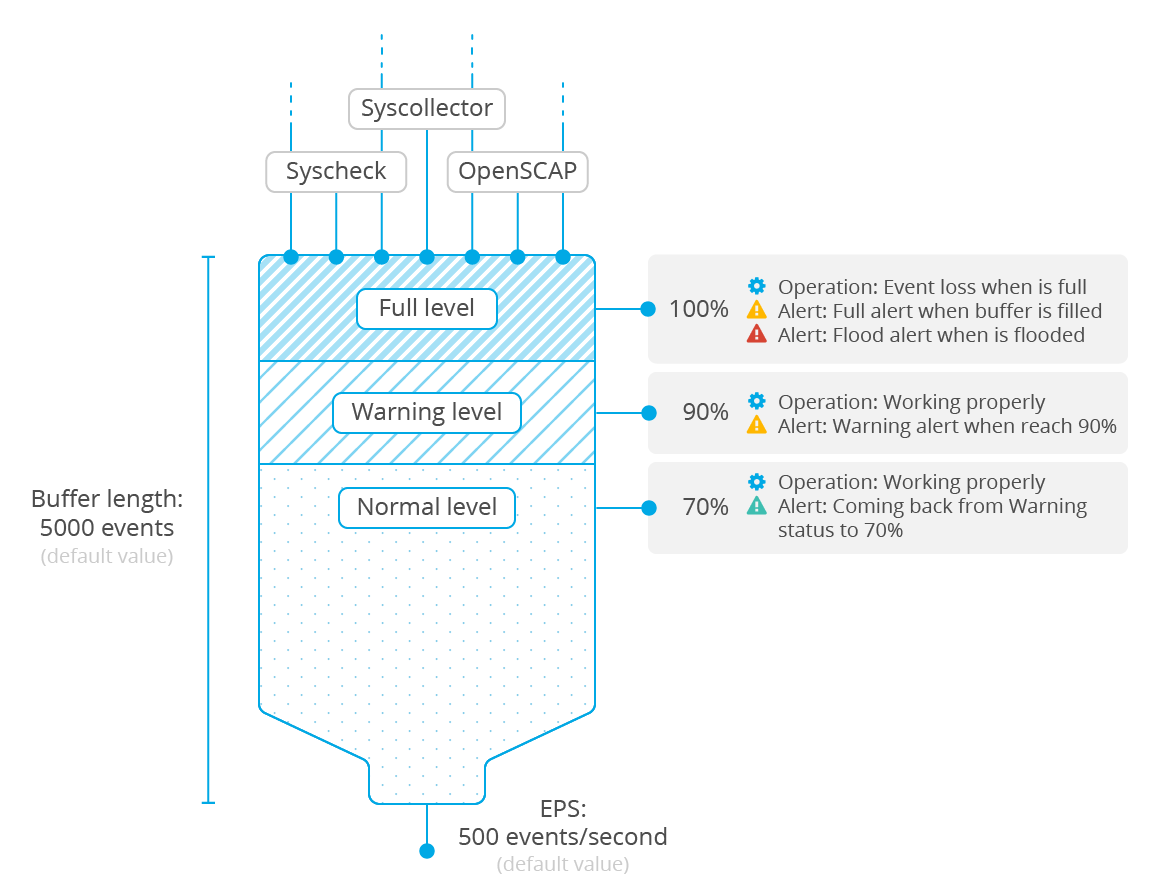 Syscollector
Syscheck
OpenSCAP
Full level
100%
Operation: Event loss when is full
Alert: Full alert when buffer is filled
Alert: Flood alert when is flooded
Warning level
90%
Operation: Working properly
Alert: Warning alert when reach 90%
Normal level
70%
Operation: Working properly
Alert: Coming back from Warning
status to 70%
Buffer length:
5000 events
(default value)
EPS:
500 events/second
(default value)